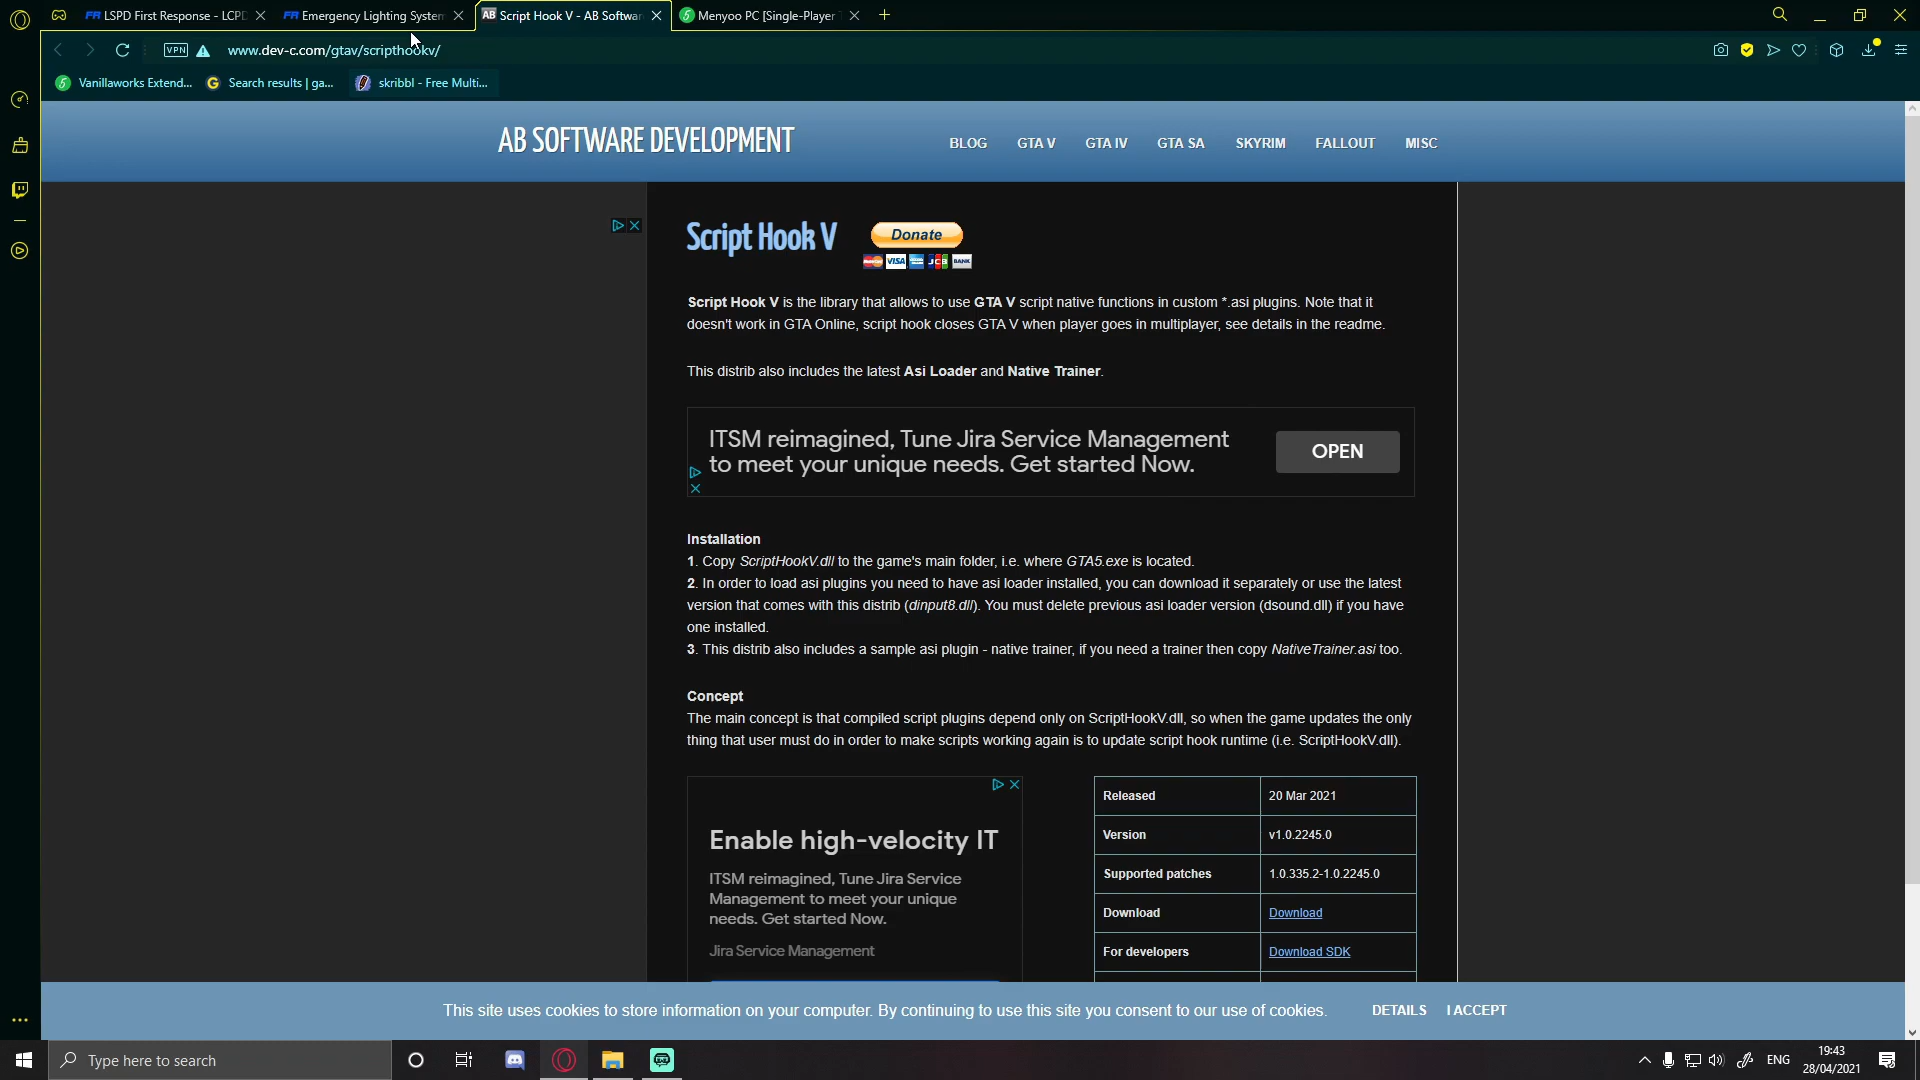 LSPD First Response - LCPD
Emergency Lighting System
AB Script Hook V - AB Softwar
Menyoo PC [Single-Player T
VPN
www.dev-c.com/gtav/scripthookv/
Vanillaworks Extend...
Search results | ga...
skribbl - Free Multi...
AB SOFTWARE DEVELOPMENT
BLOG
GTA V
GTA IV
GTA SA
SKYRIM
FALLOUT
MISC
Script Hook V
Donate
VISA
JCB
BANK
Script Hook V is the library that allows to use GTA V script native functions in custom *.asi plugins. Note that it
doesn't work in GTA Online, script hook closes GTA V when player goes in multiplayer, see details in the readme.
This distrib also includes the latest Asi Loader and Native Trainer.
ITSM reimagined, Tune Jira Service Management
to meet your unique needs. Get started Now.
OPEN
Installation
1. Copy ScriptHookV.dll to the game's main folder, i.e. where GTA5.exe is located.
2. In order to load asi plugins you need to have asi loader installed, you can download it separately or use the latest
version that comes with this distrib (dinput8.dll). You must delete previous asi loader version (dsound.dll) if you have
one installed.
3. This distrib also includes a sample asi plugin - native trainer, if you need a trainer then copy NativeTrainer.asi too.
Concept
The main concept is that compiled script plugins depend only on ScriptHookV.dll, so when the game updates the only
thing that user must do in order to make scripts working again is to update script hook runtime (i.e. ScriptHookV.dll).
Enable high-velocity IT
ITSM reimagined, Tune Jira Service
Management to meet your unique
needs. Get started Now.
Jira Service Management
Released 20 Mar 2021
Version v1.0.2245.0
Supported patches 1.0.335.2-1.0.2245.0
Download Download
For developers Download SDK
This site uses cookies to store information on your computer. By continuing to use this site you consent to our use of cookies.
DETAILS
I ACCEPT
Type here to search
ENG
19:43
28/04/2021